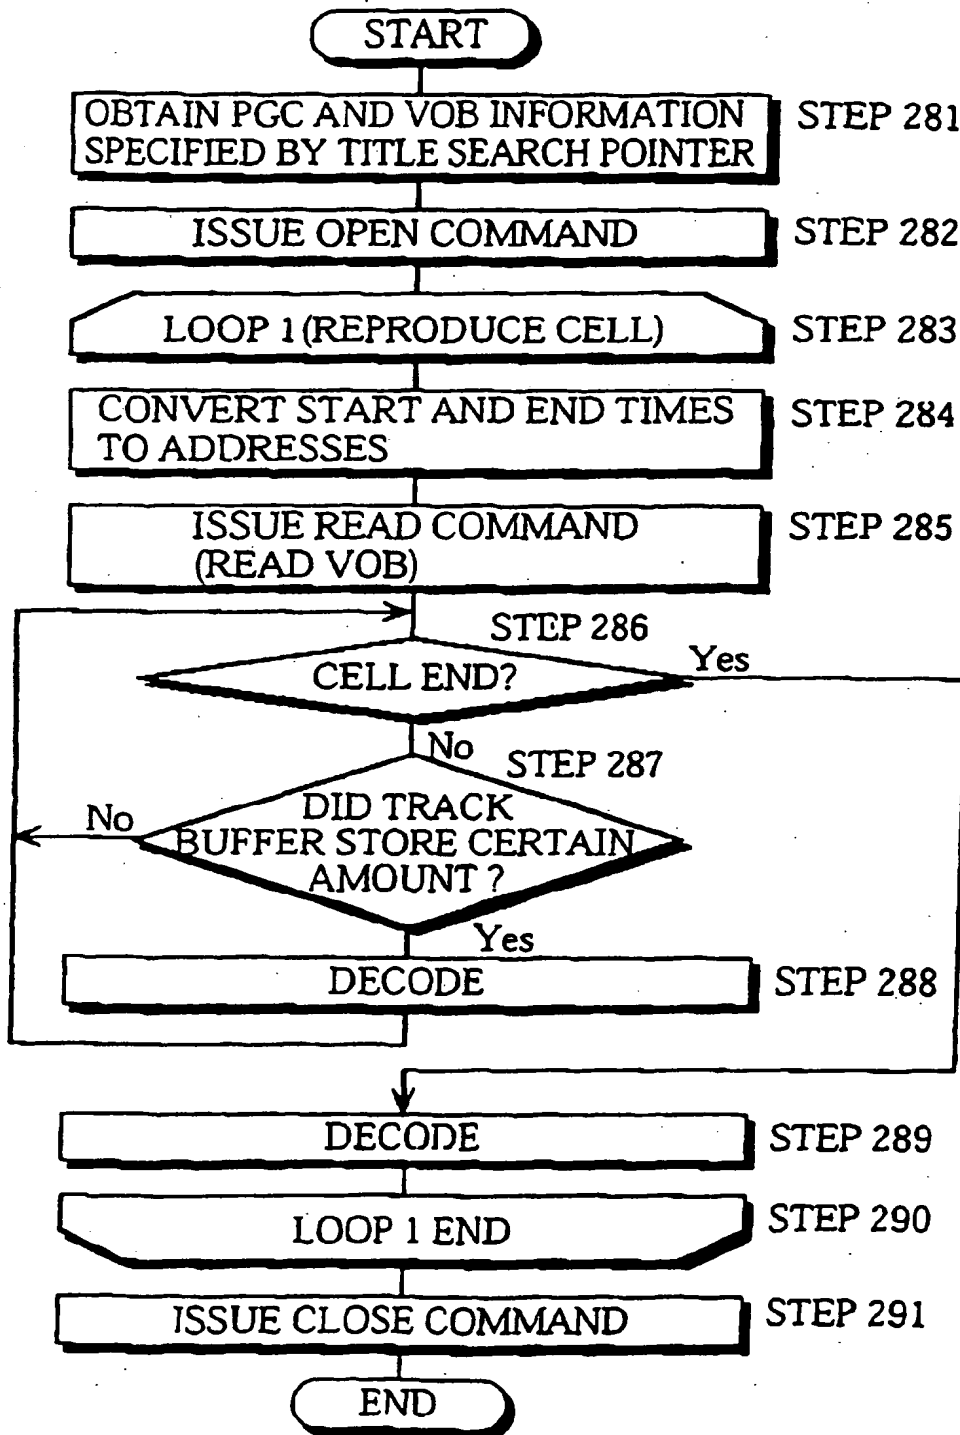 START
OBTAIN PGC AND VOB INFORMATION
SPECIFIED BY TITLE SEARCH POINTER
STEP 281
ISSUE OPEN COMMAND
STEP 282
LOOP 1 (REPRODUCE CELL)
STEP 283
CONVERT START AND END TIMES
TO ADDRESSES
STEP 284
ISSUE READ COMMAND
(READ VOB)
STEP 285
STEP 286
CELL END?
Yes
No
STEP 287
DID TRACK
BUFFER STORE CERTAIN
AMOUNT ?
No
Yes
DECODE
STEP 288
DECODE
STEP 289
LOOP 1 END
STEP 290
ISSUE CLOSE COMMAND
STEP 291
END